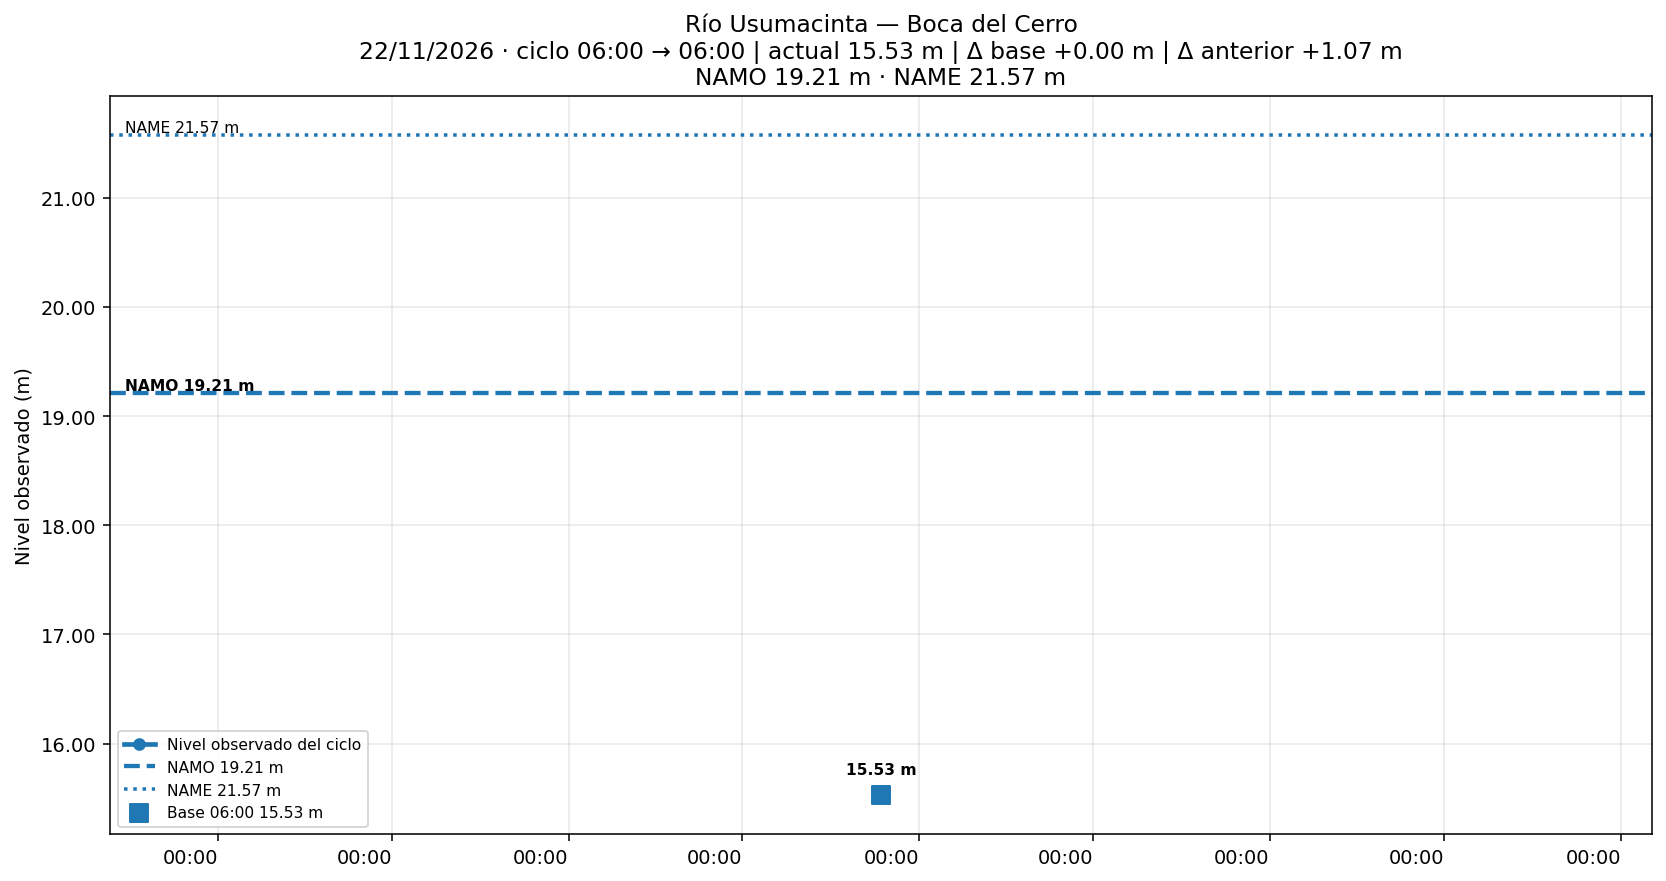 Río Usumacinta — Boca del Cerro
22/11/2026 · ciclo 06:00 → 06:00 | actual 15.53 m | Δ base +0.00 m | Δ anterior +1.07 m
NAMO 19.21 m · NAME 21.57 m
NAME 21.57 m
21.00
20.00
NAMO 19.21 m
19.00
Nivel observado (m)
18.00
17.00
16.00
15.53 m
Nivel observado del ciclo
NAMO 19.21 m
NAME 21.57 m
Base 06:00 15.53 m
00:00 00:00 00:00 00:00 00:00 00:00 00:00 00:00 00:00